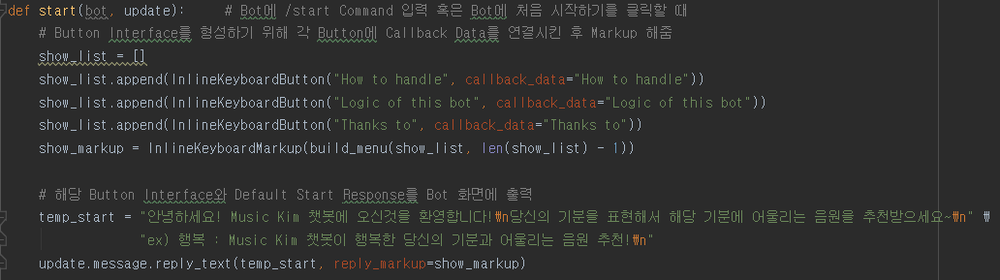 def start(bot, update):    # Bot에 /start Command 입력 혹은 Bot에 처음 시작하기를 클릭할 때
    # Button Interface를 형성하기 위해 각 Button에 Callback Data를 연결시킨 후 Markup 해줌
    show_list = []
    show_list.append(InlineKeyboardButton("How to handle", callback_data="How to handle"))
    show_list.append(InlineKeyboardButton("Logic of this bot", callback_data="Logic of this bot"))
    show_list.append(InlineKeyboardButton("Thanks to", callback_data="Thanks to"))
    show_markup = InlineKeyboardMarkup(build_menu(show_list, len(show_list) - 1))

    # 해당 Button Interface와 Default Start Response를 Bot 화면에 출력
    temp_start = "안녕하세요! Music Kim 챗봇에 오신것을 환영합니다!₩n당신의 기분을 표현해서 해당 기분에 어울리는 음원을 추천받으세요~₩n" ₩
                 "ex) 행복 : Music Kim 챗봇이 행복한 당신의 기분과 어울리는 음원 추천!₩n"
    update.message.reply_text(temp_start, reply_markup=show_markup)